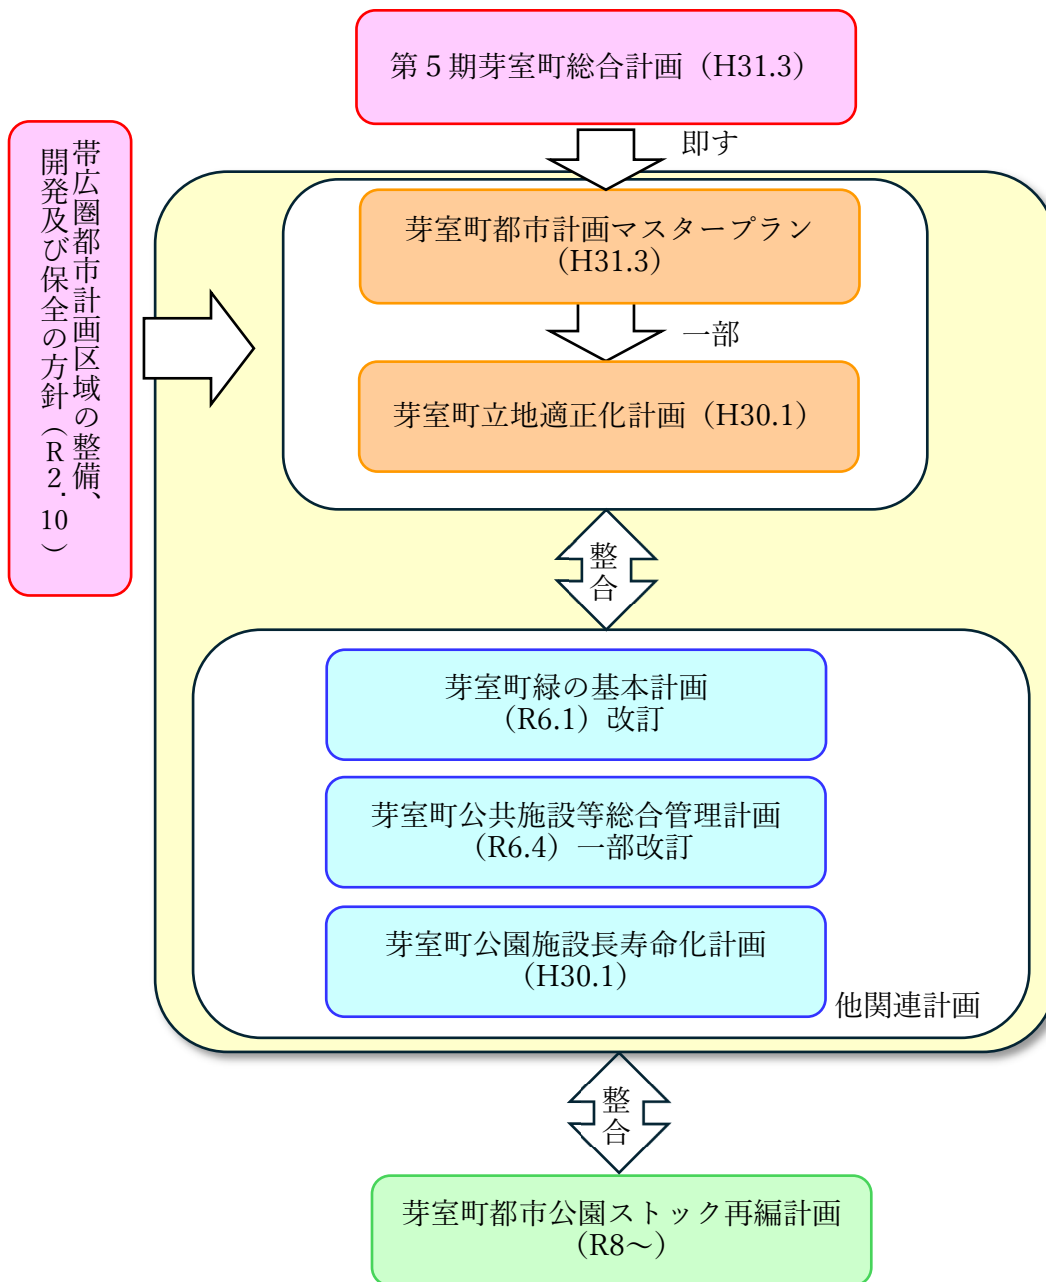 第５期芽室町総合計画（H31.3）
即す
帯広圏都市計画区域の整備、
開発及び保全の方針（Ｒ２．10）
芽室町都市計画マスタープラン
（H31.3）
一部
芽室町立地適正化計画（H30.1）
整合
芽室町緑の基本計画
（R6.1）改訂
芽室町公共施設等総合管理計画
（R6.4）一部改訂
芽室町公園施設長寿命化計画
（H30.1）
他関連計画
整合
芽室町都市公園ストック再編計画
（R8～）